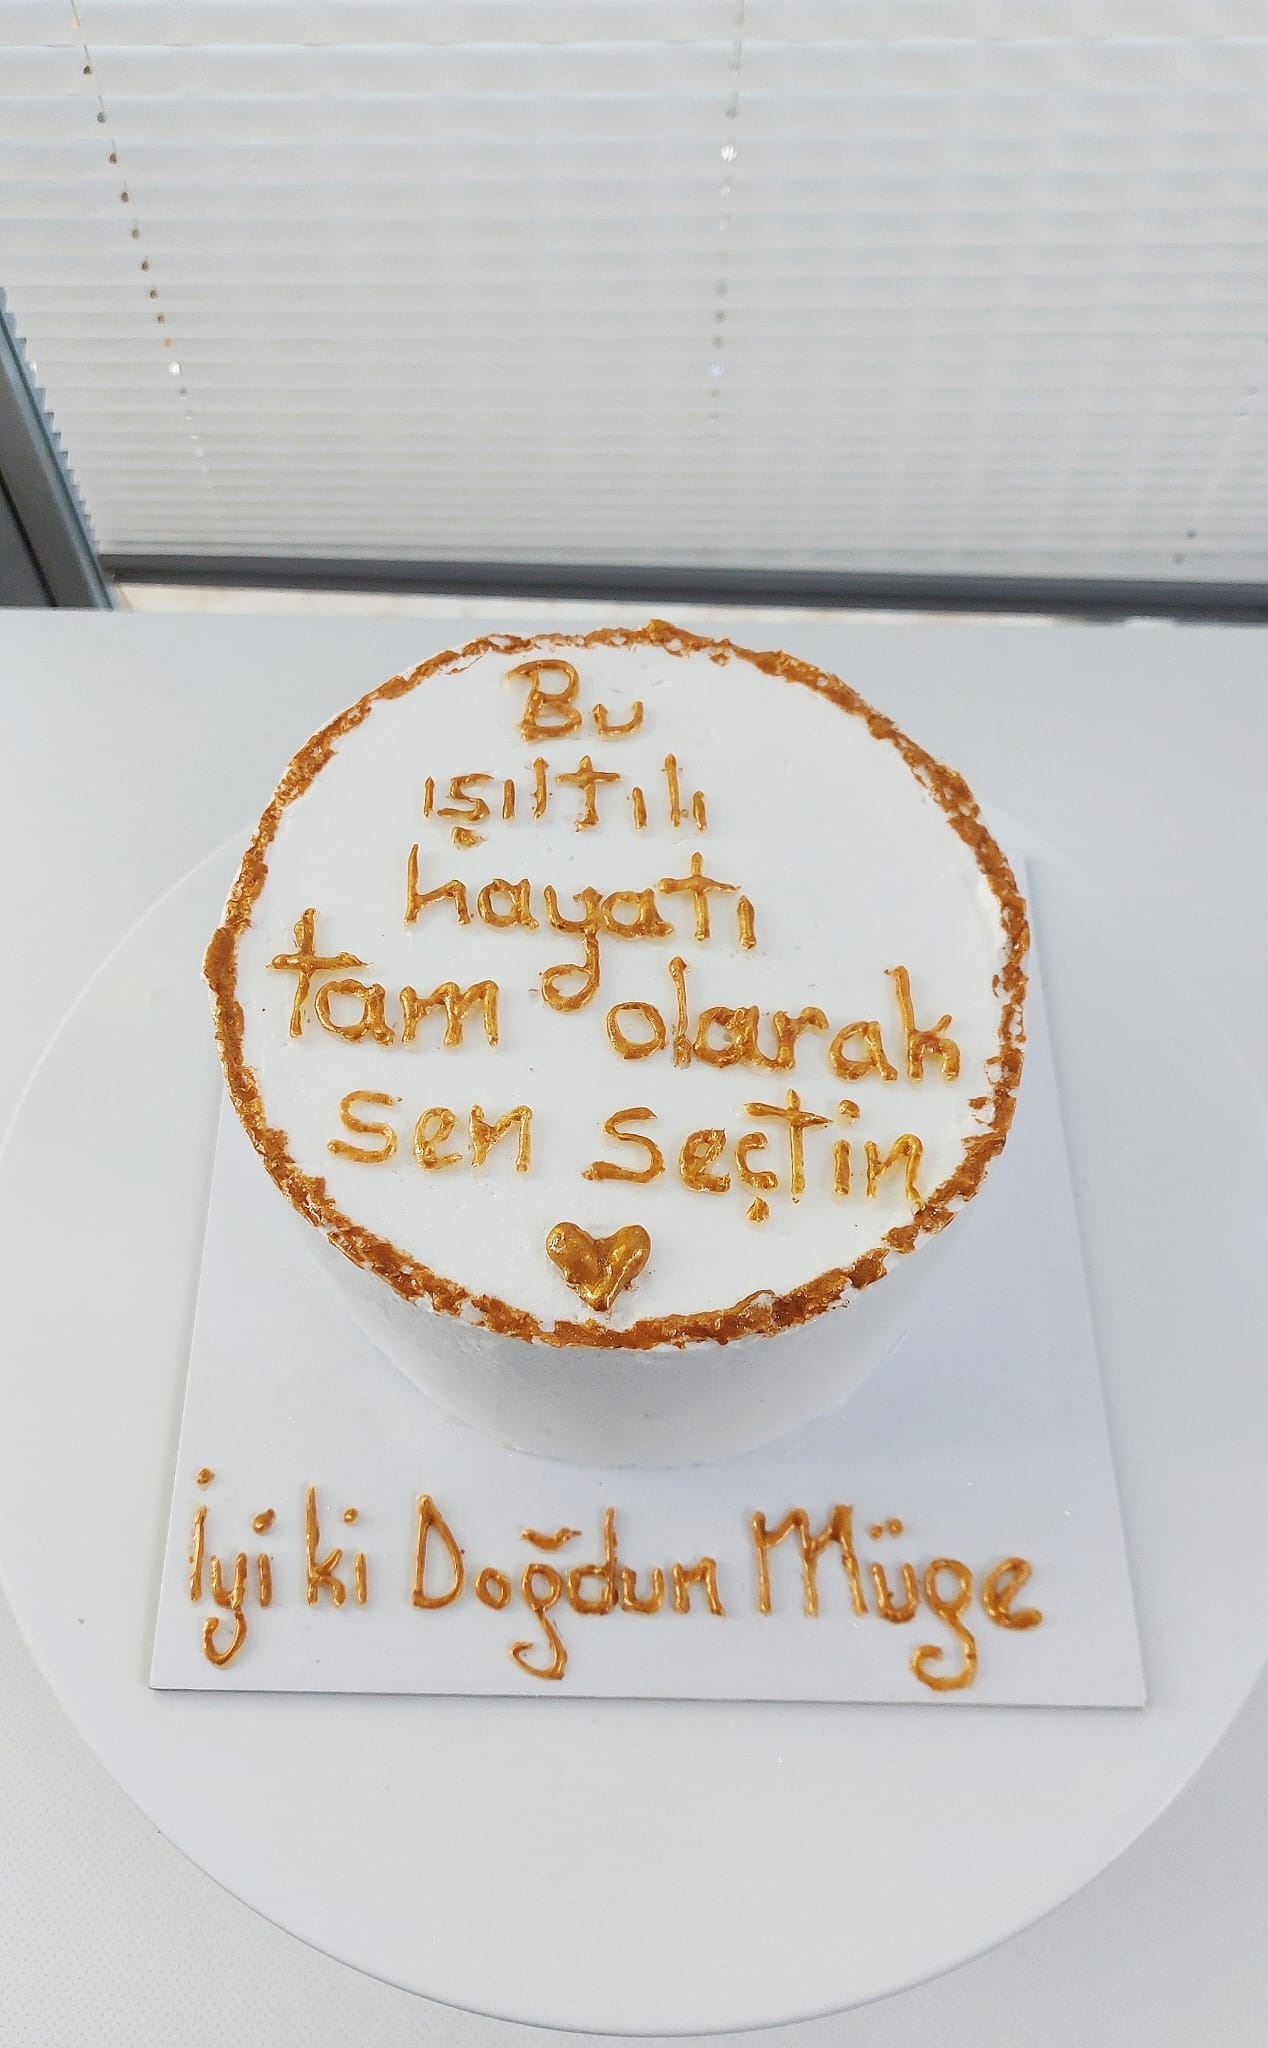 Bu
ışıltılı
hayatı
tam olarak
sen seçtin
İyi ki Doğdun Müge